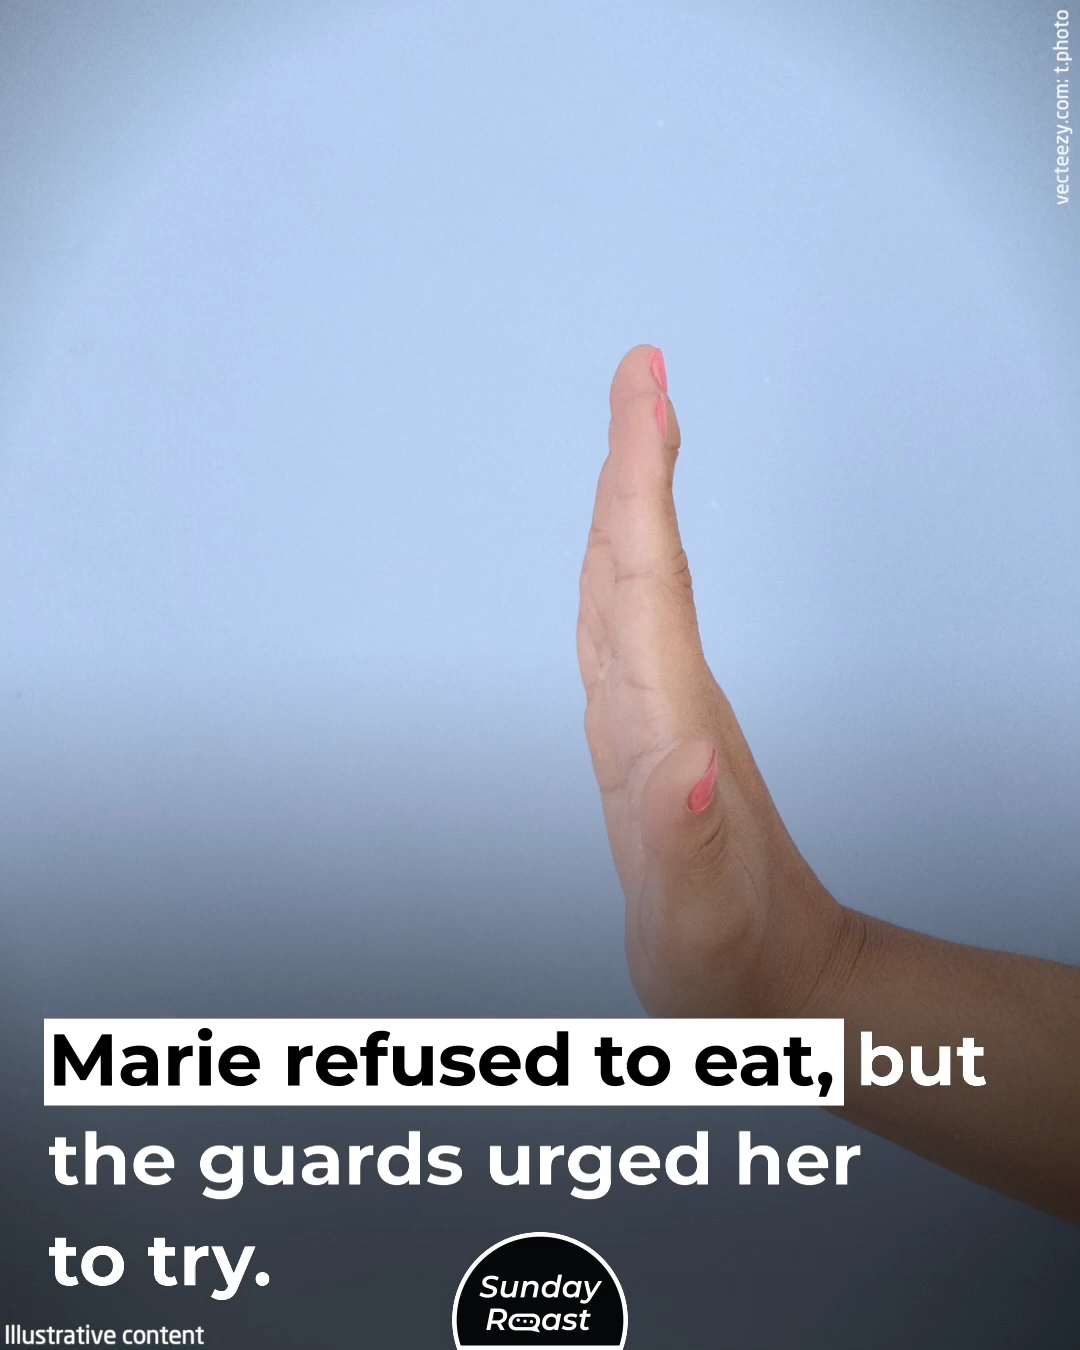 vecteezy.com: t.photo
Marie refused to eat, but
the guards urged her
to try.
Sunday
Roast
Illustrative content